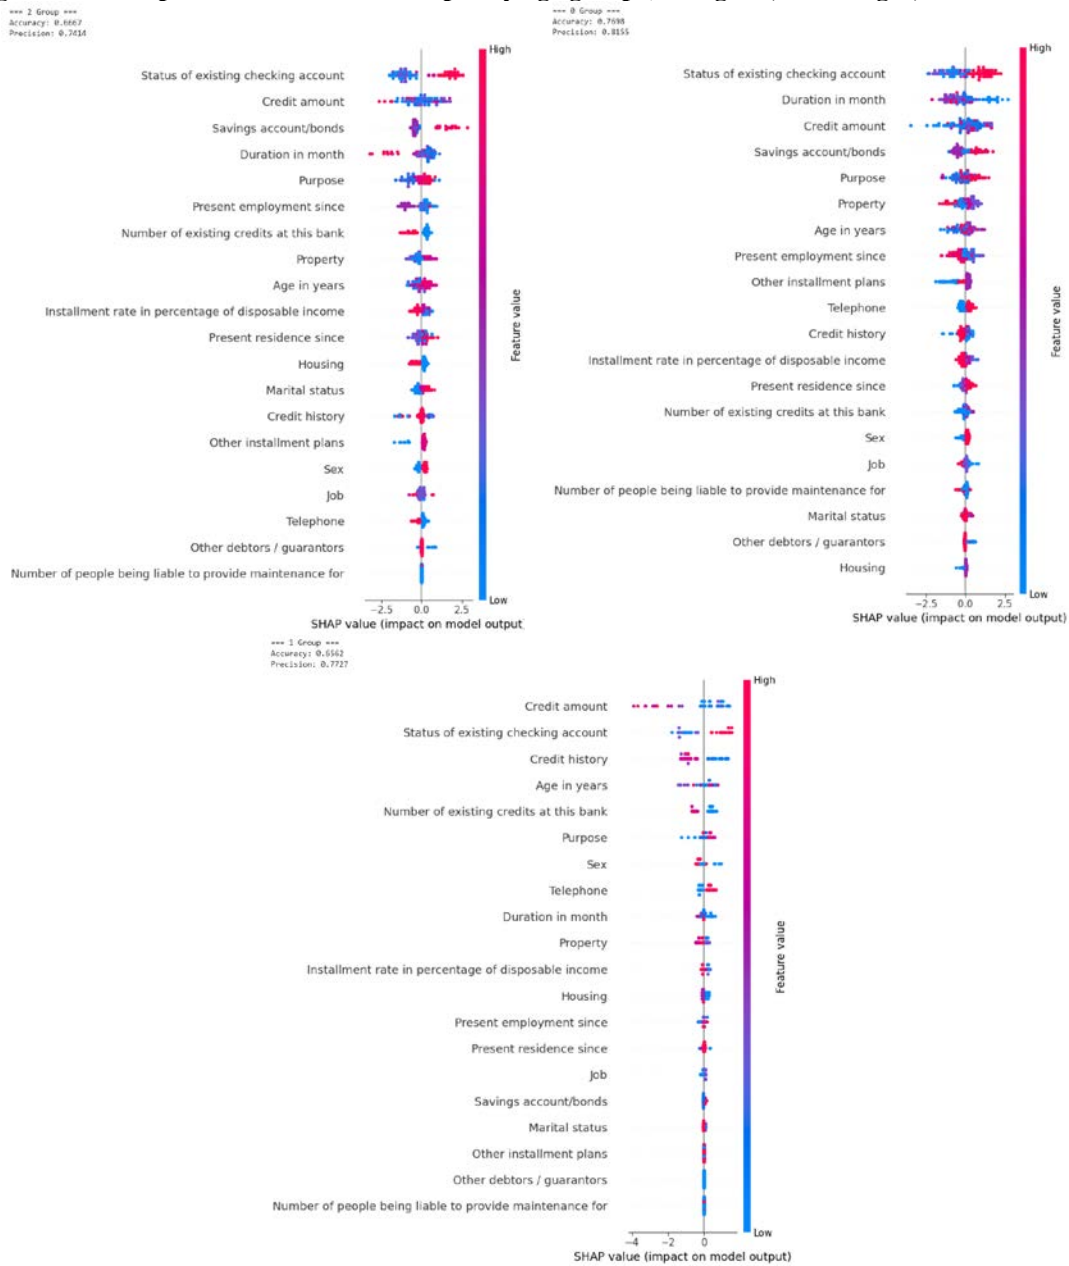 === 2 Group ===
Accuracy: 0.6667
Precision: 0.7414
High
Status of existing checking account
Credit amount
Savings account/bonds
Duration in month
Purpose
Present employment since
Number of existing credits at this bank
Property
Age in years
Installment rate in percentage of disposable income
Present residence since
Housing
Marital status
Credit history
Other installment plans
Sex
Job
Telephone
Other debtors / guarantors
Number of people being liable to provide maintenance for
Feature value
Low
−2.5 0.0 2.5
SHAP value (impact on model output)
=== 0 Group ===
Accuracy: 0.7698
Precision: 0.8155
High
Status of existing checking account
Duration in month
Credit amount
Savings account/bonds
Purpose
Property
Age in years
Present employment since
Other installment plans
Telephone
Credit history
Installment rate in percentage of disposable income
Present residence since
Number of existing credits at this bank
Sex
Job
Number of people being liable to provide maintenance for
Marital status
Other debtors / guarantors
Housing
Feature value
Low
−2.5 0.0 2.5
SHAP value (impact on model output)
=== 1 Group ===
Accuracy: 0.6562
Precision: 0.7727
High
Credit amount
Status of existing checking account
Credit history
Age in years
Number of existing credits at this bank
Purpose
Sex
Telephone
Duration in month
Property
Installment rate in percentage of disposable income
Housing
Present employment since
Present residence since
Job
Savings account/bonds
Marital status
Other installment plans
Other debtors / guarantors
Number of people being liable to provide maintenance for
Feature value
Low
−4 −2 0
SHAP value (impact on model output)